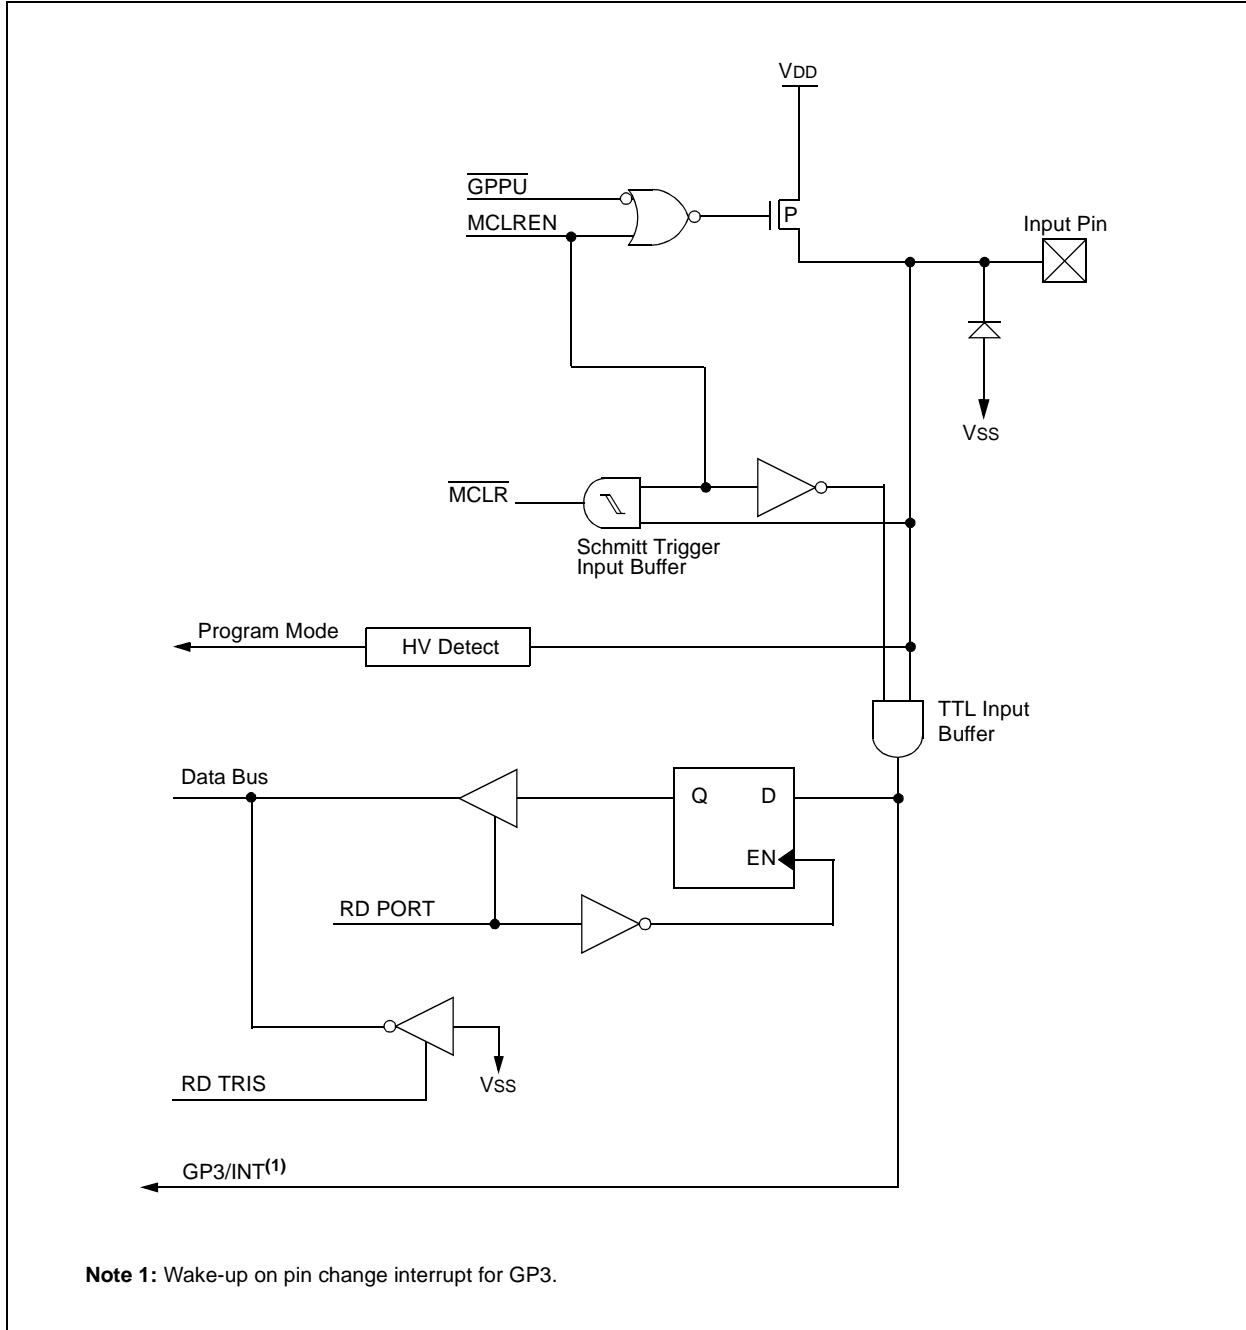 VDD
GPPU
MCLREN
P
Input Pin
VSS
MCLR
Schmitt Trigger
Input Buffer
Program Mode
HV Detect
TTL Input
Buffer
Data Bus
Q D
EN
RD PORT
RD TRIS
VSS
GP3/INT(1)
Note 1: Wake-up on pin change interrupt for GP3.